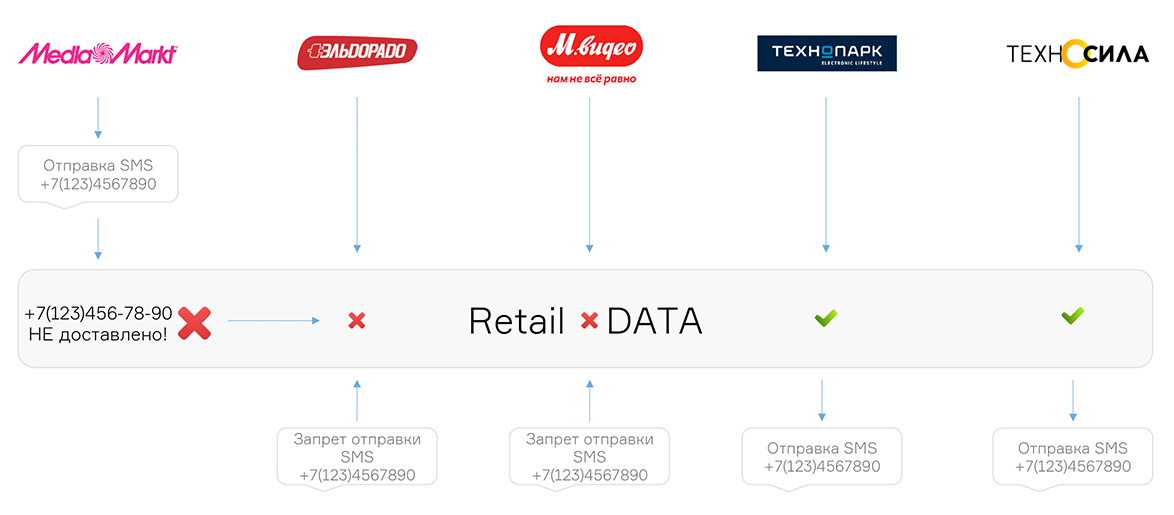 Media Markt
ЭЛЬДОРАДО
М.видео
нам не всё равно
ТЕХНОПАРК
ELECTRONIC LIFESTYLE
ТЕХНОСИЛА
Отправка SMS
+7(123)4567890
+7(123)456-78-90
НЕ доставлено!
Retail DATA
Запрет отправки
SMS
+7(123)4567890
Запрет отправки
SMS
+7(123)4567890
Отправка SMS
+7(123)4567890
Отправка SMS
+7(123)4567890